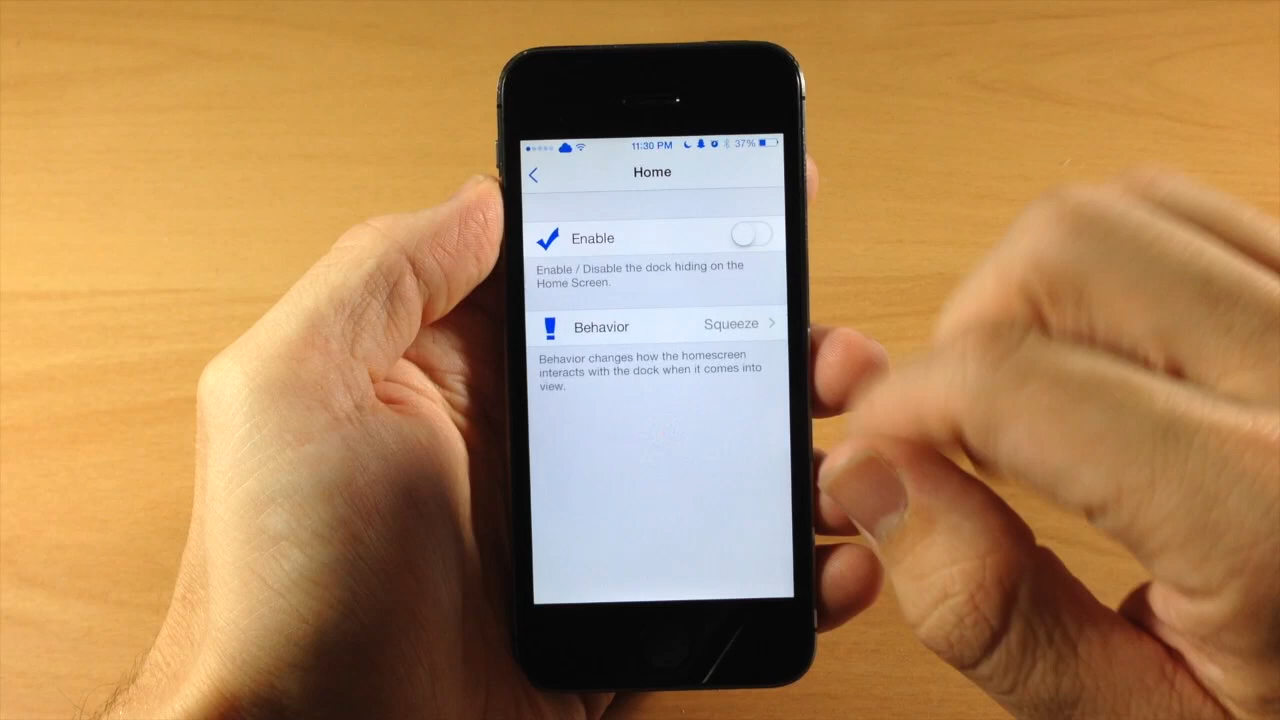 11:30 PM 37%
Home
Enable
Enable / Disable the dock hiding on the
Home Screen.
Behavior Squeeze
Behavior changes how the homescreen
interacts with the dock when it comes into
view.